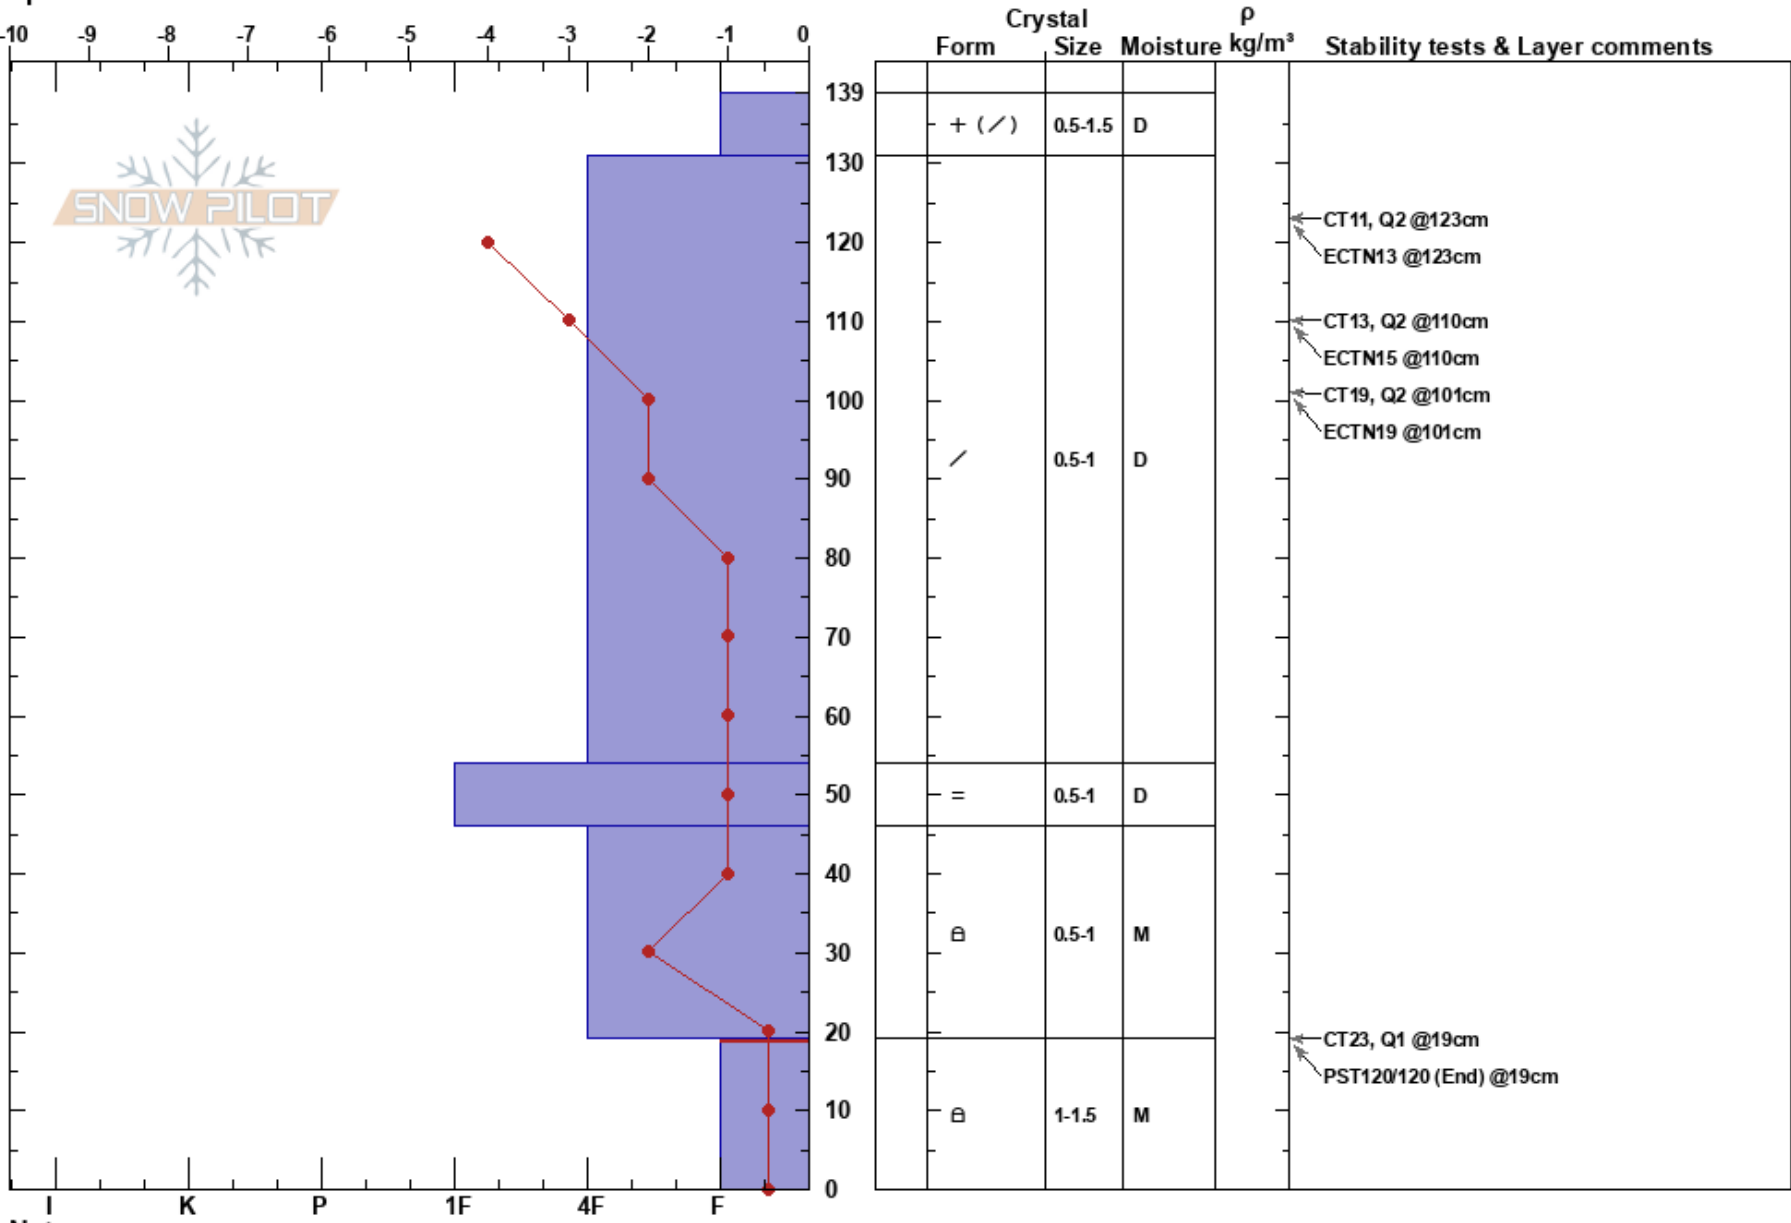 Crystal ρ
-10 -9 -8 -7 -6 -5 -4 -3 -2 -1 0 Form Size Moisture kg/m³ Stability tests & Layer comments
139
+ (∕) 0.5-1.5 D
130
SNOW PILOT
CT11, Q2 @123cm
120
ECTN13 @123cm
110 CT13, Q2 @110cm
ECTN15 @110cm
100 CT19, Q2 @101cm
ECTN19 @101cm
∕ 0.5-1 D
90
80
70
60
50 = 0.5-1 D
40
0.5-1 M
30
20 CT23, Q1 @19cm
PST120/120 (End) @19cm
10 1-1.5 M
0
I K P 1F 4F F